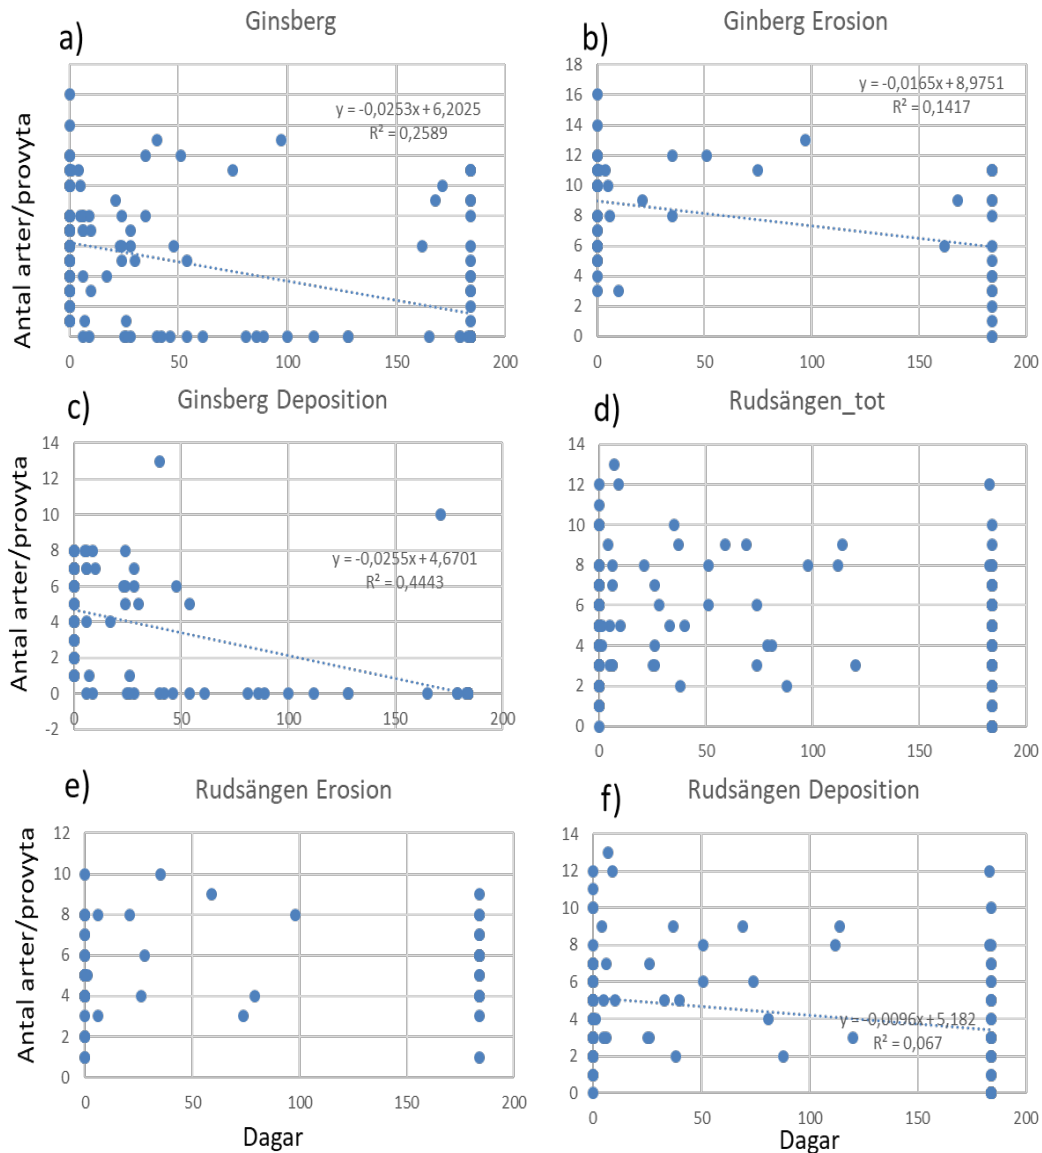 a)
Ginsberg
Antal arter/provyta
y = -0,0253x + 6,2025
R² = 0,2589
0
50
100
150
200
b)
Ginberg Erosion
18
16
14
12
10
8
6
4
2
0
y = -0,0165x + 8,9751
R² = 0,1417
0
50
100
150
200
c)
Ginsberg Deposition
Antal arter/provyta
14
12
10
8
6
4
2
0
-2
y = -0,0255x + 4,6701
R² = 0,4443
0
50
100
150
200
d)
Rudsängen_tot
14
12
10
8
6
4
2
0
0
50
100
150
200
e)
Rudsängen Erosion
Antal arter/provyta
12
10
8
6
4
2
0
0
50
100
150
200
Dagar
f)
Rudsängen Deposition
14
12
10
8
6
4
2
0
y = -0,0096x + 5,182
R² = 0,067
0
50
100
150
200
Dagar